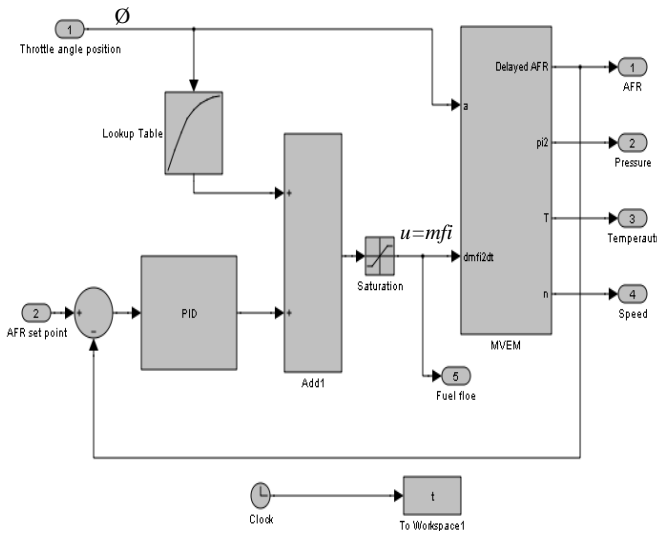 Ø
1
Throttle angle position
Lookup Table
+
+
Add1
2
AFR set point
+
−
PID
u=mfi
Saturation
Delayed AFR
a
pi2
T
dmfi2dt
n
MVEM
1
AFR
2
Pressure
3
Temperautr
4
Speed
5
Fuel floe
Clock
t
To Workspace1